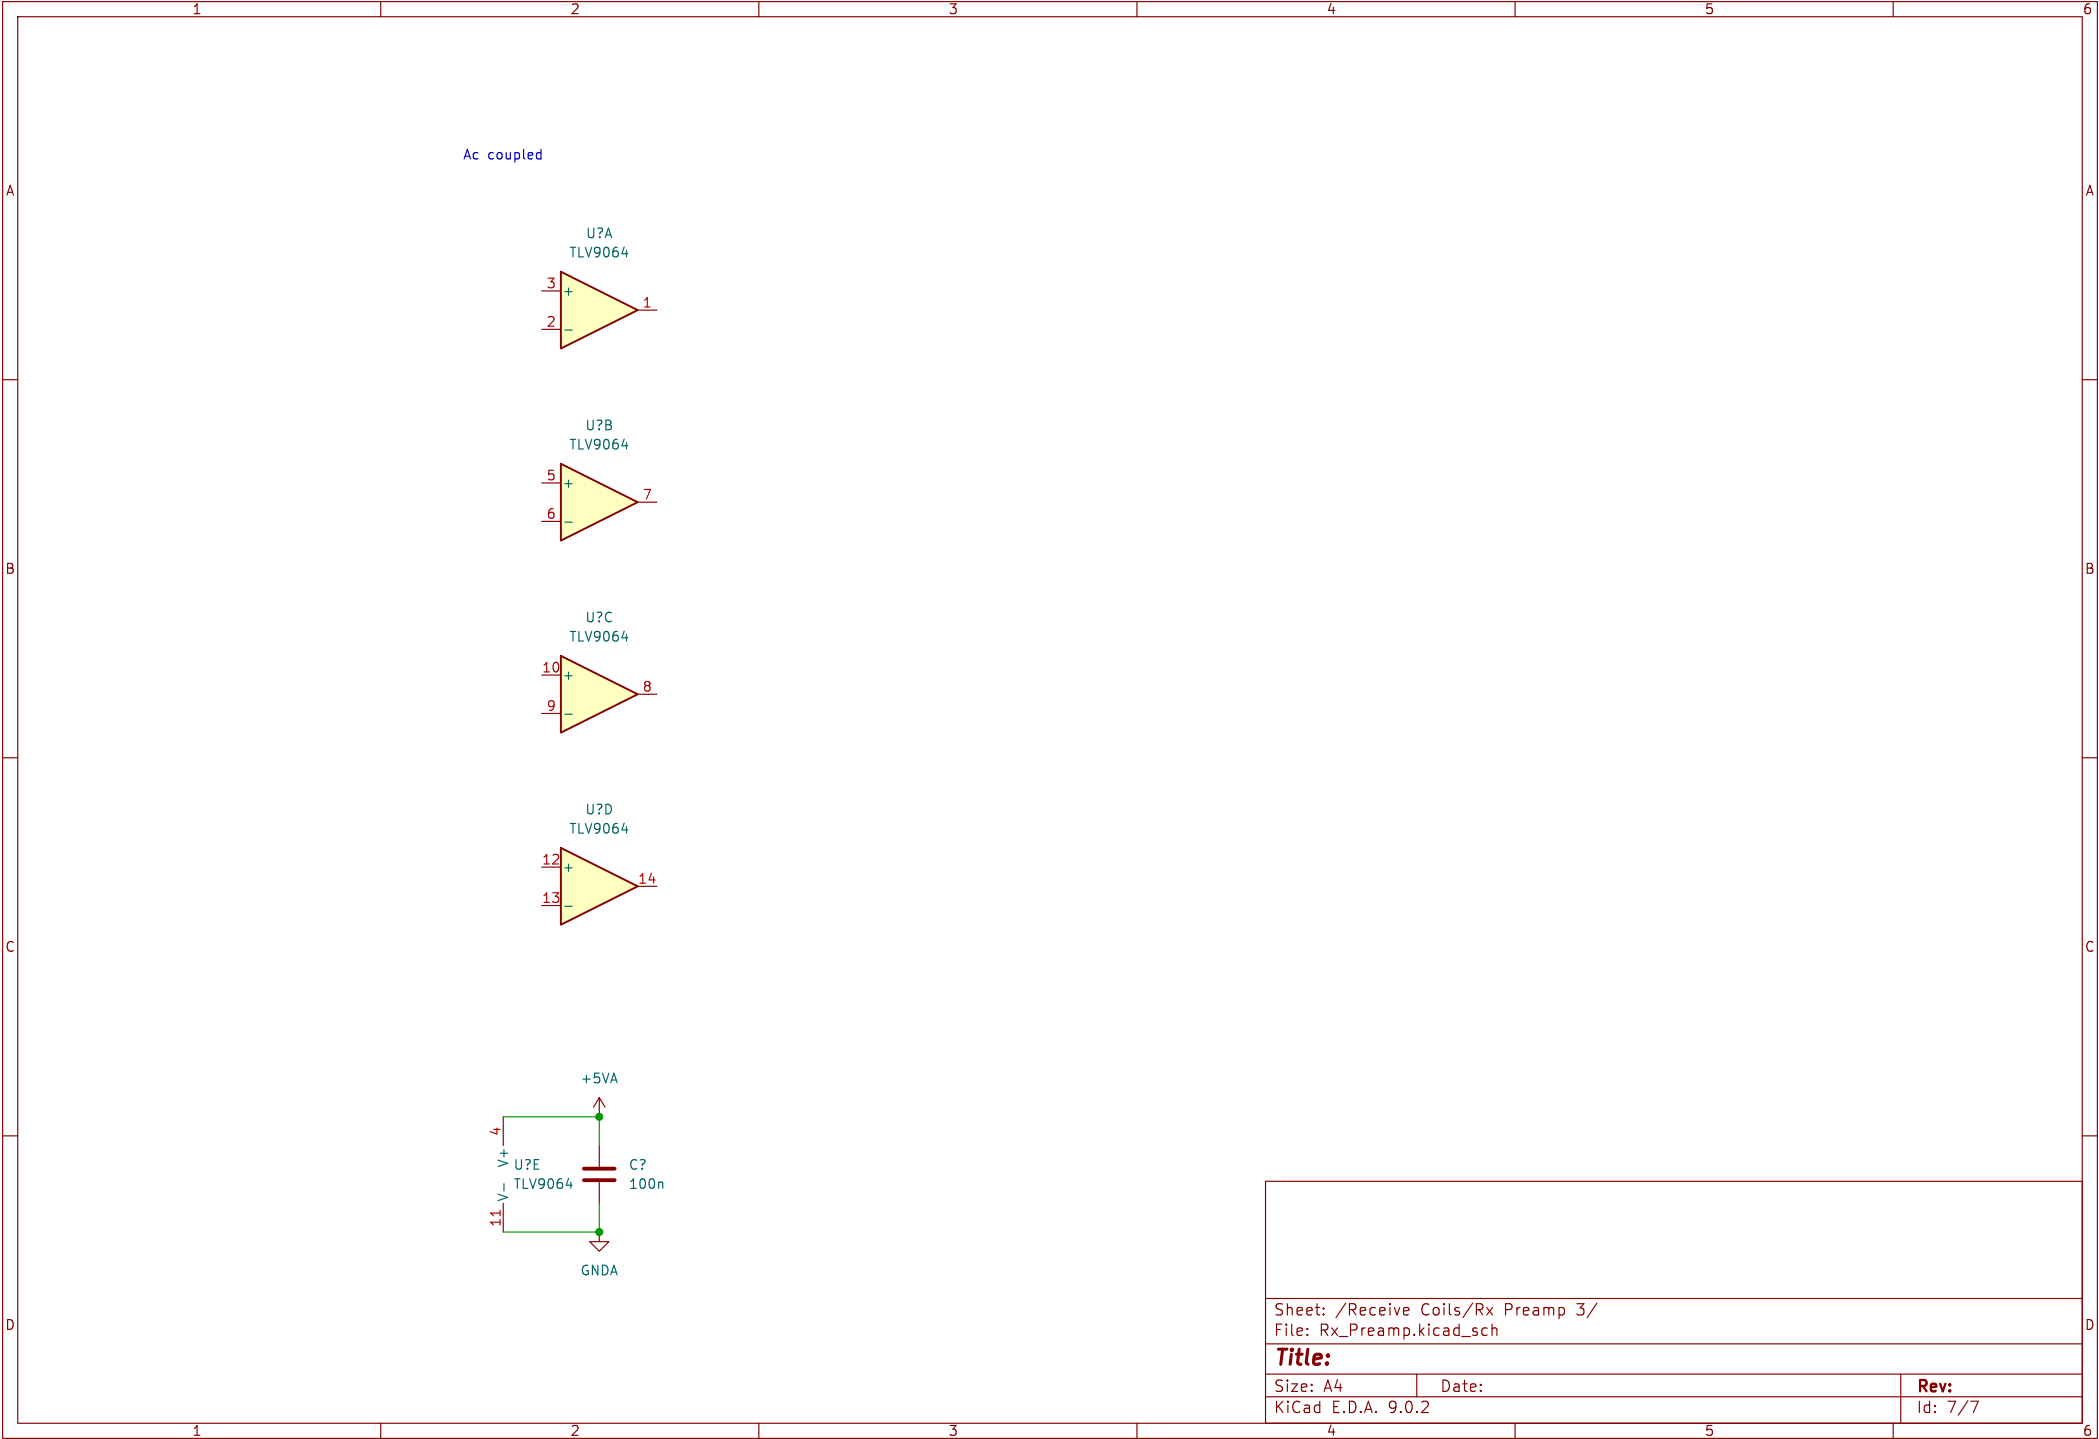 1 2 3 4 5 6
Ac coupled
A A
U?A
TLV9064
3 +
1
2 −
U?B
TLV9064
5 +
7
6 −
B B
U?C
TLV9064
10 +
8
9 −
U?D
TLV9064
12 +
14
13 −
C C
+5VA
4 V+
U?E C?
TLV9064 100n
11 V-
GNDA
Sheet: /Receive Coils/Rx Preamp 3/
D D
File: Rx_Preamp.kicad_sch
Title:
Size: A4 Date: Rev:
KiCad E.D.A. 9.0.2 Id: 7/7
1 2 3 4 5 6